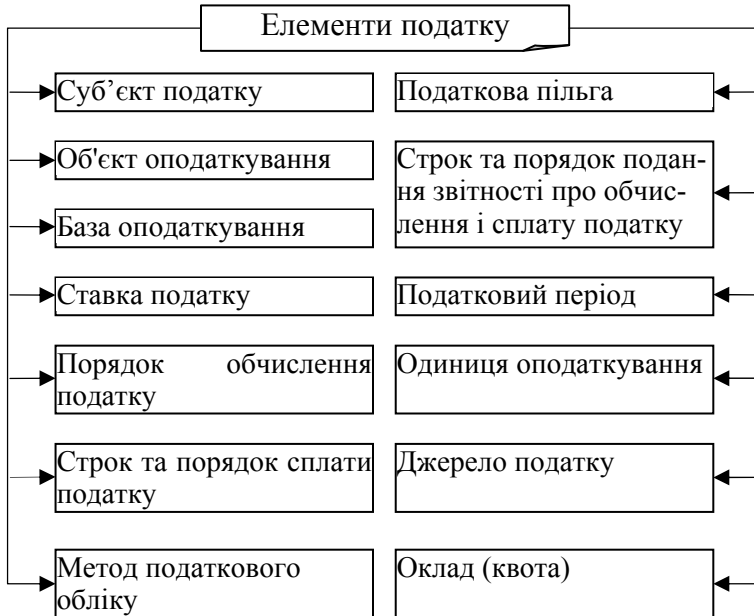 Елементи податку
Суб’єкт податку
Об'єкт оподаткування
База оподаткування
Ставка податку
Порядок обчислення
податку
Строк та порядок сплати
податку
Метод податкового
обліку
Податкова пільга
Строк та порядок подан-
ня звітності про обчис-
лення і сплату податку
Податковий період
Одиниця оподаткування
Джерело податку
Оклад (квота)